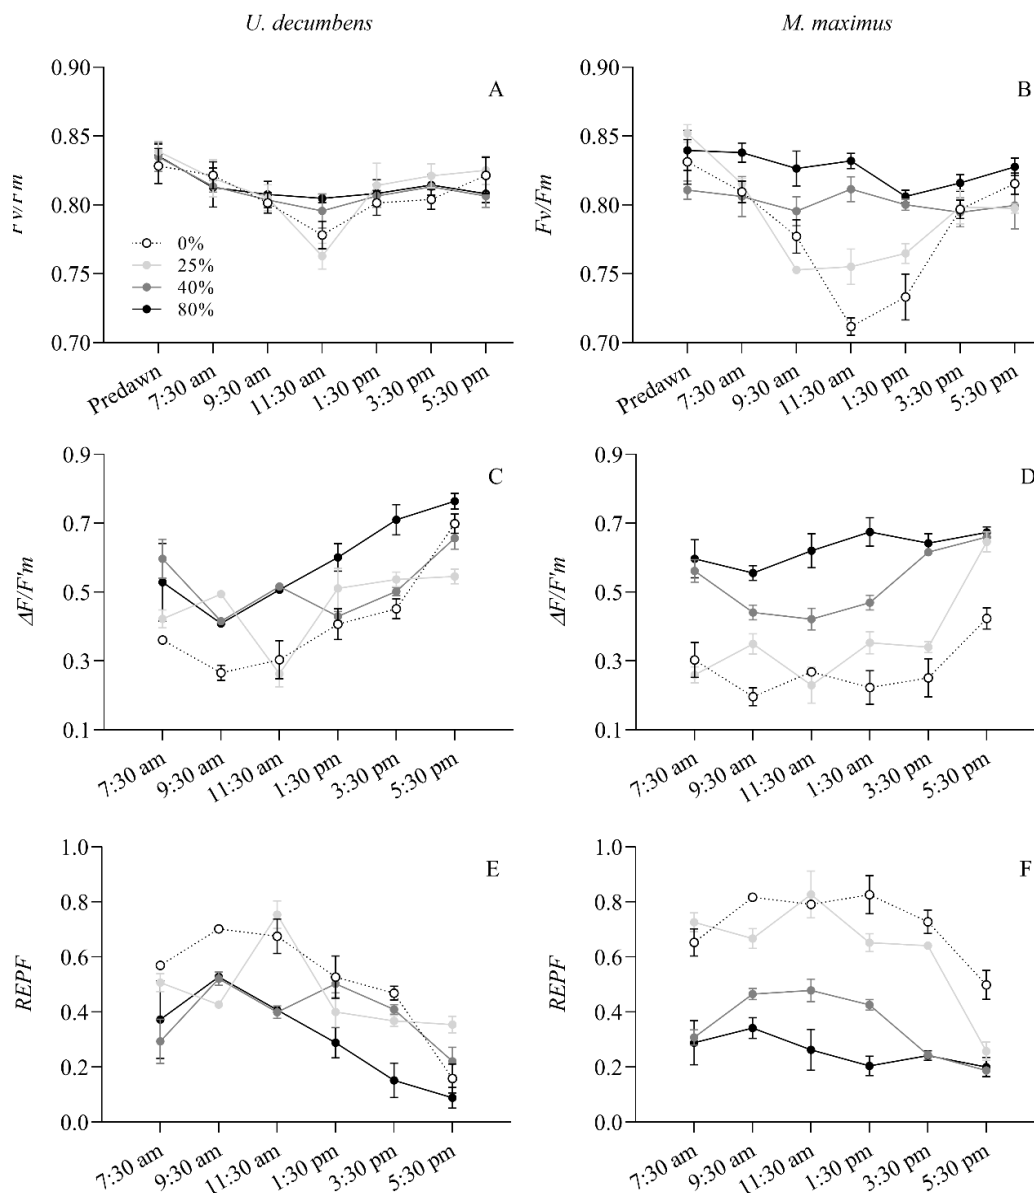 U. decumbens
M. maximus
0.90
0.85
0.80
0.75
0.70
Fv/Fm
A
0%
25%
40%
80%
Predawn
7:30 am
9:30 am
11:30 am
1:30 pm
3:30 pm
5:30 pm
0.90
0.85
0.80
0.75
0.70
Fv/Fm
B
Predawn
7:30 am
9:30 am
11:30 am
1:30 pm
3:30 pm
5:30 pm
0.9
0.7
0.5
0.3
0.1
ΔF/F'm
C
7:30 am
9:30 am
11:30 am
1:30 pm
3:30 pm
5:30 pm
0.9
0.7
0.5
0.3
0.1
ΔF/F'm
D
7:30 am
9:30 am
11:30 am
1:30 pm
3:30 pm
5:30 pm
1.0
0.8
0.6
0.4
0.2
0.0
REPF
E
7:30 am
9:30 am
11:30 am
1:30 pm
3:30 pm
5:30 pm
1.0
0.8
0.6
0.4
0.2
0.0
REPF
F
7:30 am
9:30 am
11:30 am
1:30 pm
3:30 pm
5:30 pm